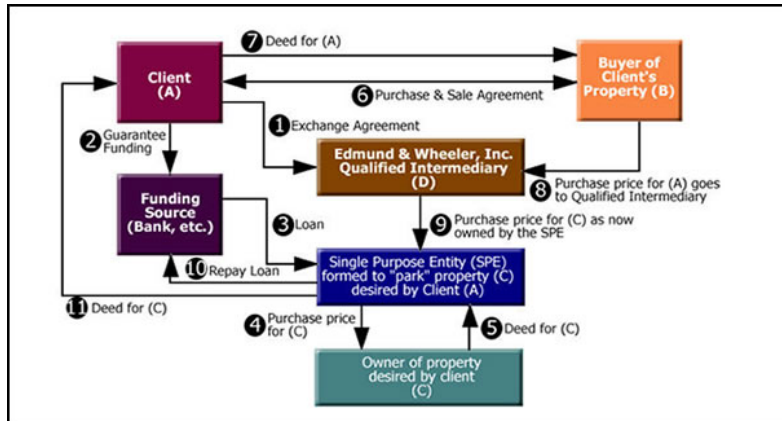 7 Deed for (A)
Client
(A)
Buyer of
Client's
Property (B)
6 Purchase & Sale Agreement
1 Exchange Agreement
2 Guarantee
Funding
Edmund & Wheeler, Inc.
Qualified Intermediary
(D)
8 Purchase price for (A) goes
to Qualified Intermediary
Funding
Source
(Bank, etc.)
3 Loan
9 Purchase price for (C) as now
owned by the SPE
10 Repay Loan
Single Purpose Entity (SPE)
formed to "park" property (C)
desired by Client (A)
11 Deed for (C)
4 Purchase price
for (C)
5 Deed for (C)
Owner of property
desired by client
(C)